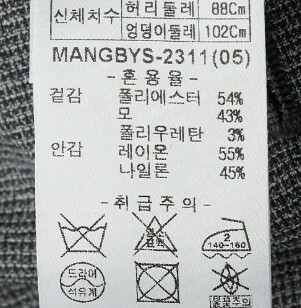 신체치수 허리둘레 88Cm
엉덩이둘레 102Cm
MANGBYS-2311(05)
- 혼용율 -
겉감 폴리에스터 54%
모 43%
폴리우레탄 3%
안감 레이온 55%
나일론 45%
- 취급주의 -
2
140~160
드라이
석유계